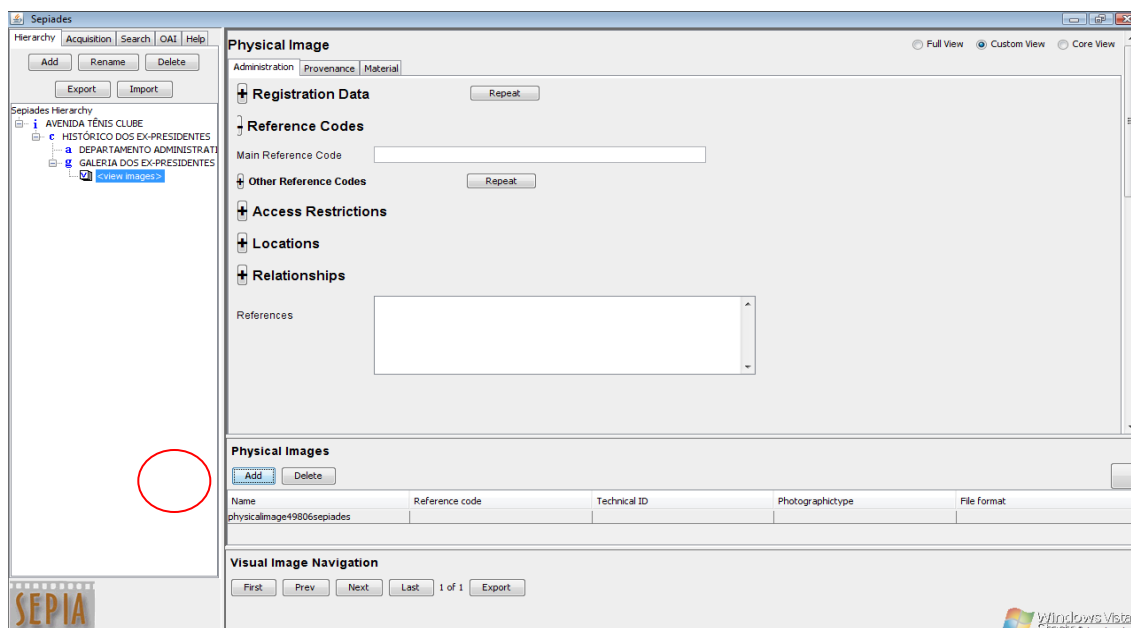 Sepiades
Hierarchy Acquisition Search OAI Help
Add Rename Delete
Export Import
Sepiades Hierarchy
i AVENIDA TÊNIS CLUBE
c HISTÓRICO DOS EX-PRESIDENTES
a DEPARTAMENTO ADMINISTRATI
g GALERIA DOS EX-PRESIDENTES
<view images>
SEPIA
Physical Image
Full View Custom View Core View
Administration Provenance Material
Registration Data Repeat
Reference Codes
Main Reference Code
Other Reference Codes Repeat
Access Restrictions
Locations
Relationships
References
Physical Images
Add Delete
Name Reference code Technical ID Photographictype File format
physicalimage49806sepiades
Visual Image Navigation
First Prev Next Last 1 of 1 Export
Windows Vista